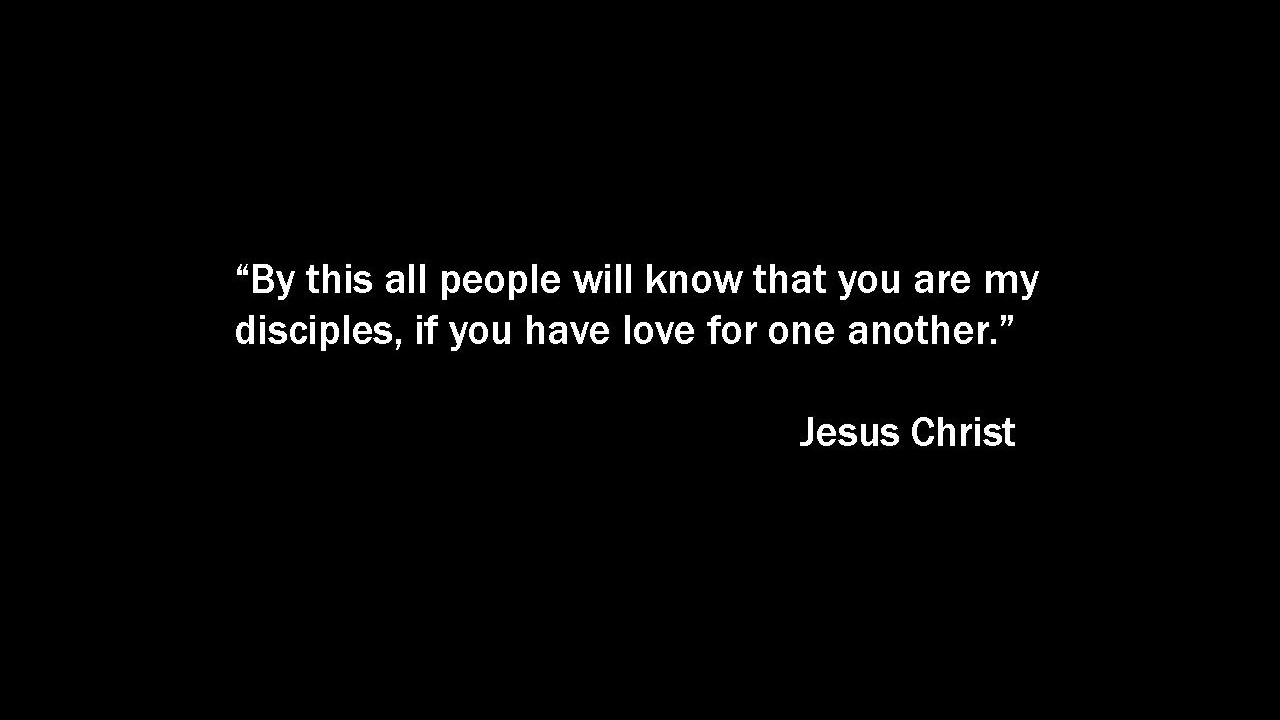 “By this all people will know that you are my
disciples, if you have love for one another.”
Jesus Christ